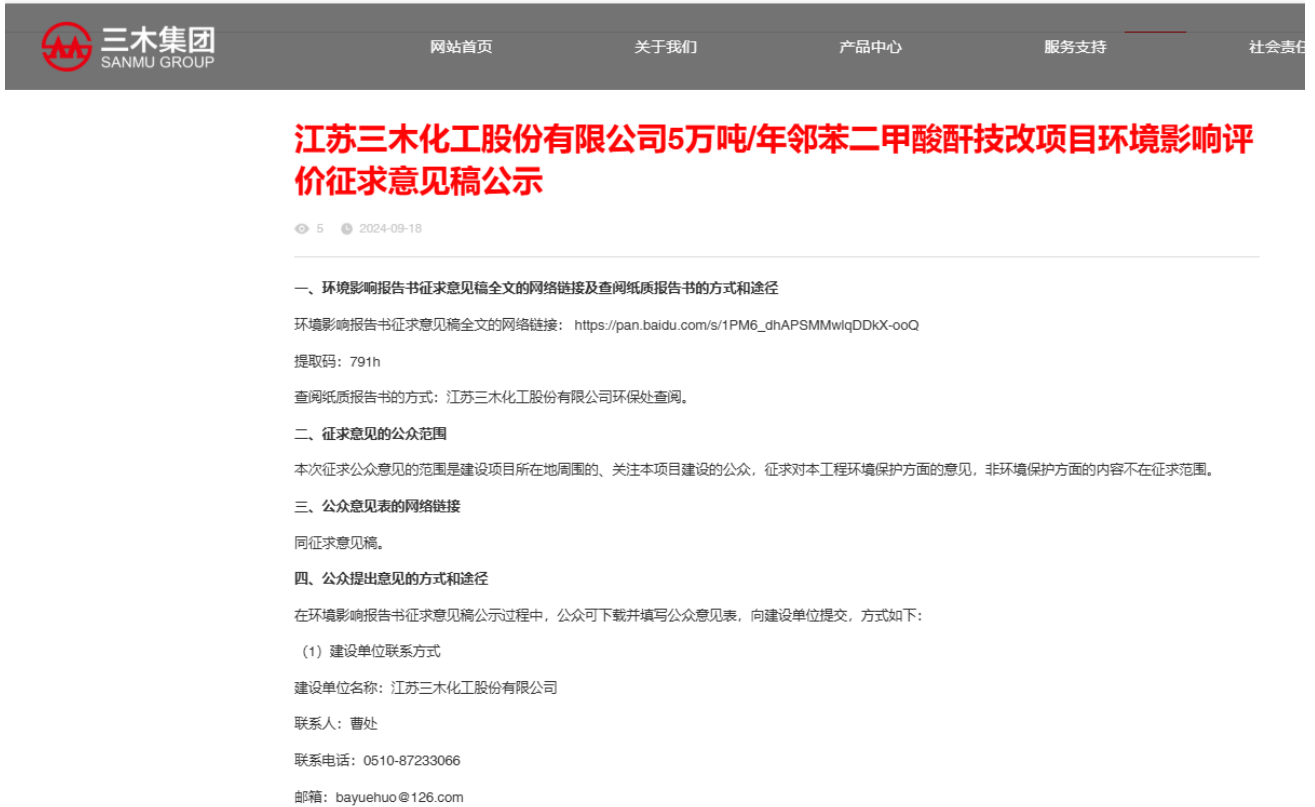 三木集团
SANMU GROUP
网站首页
关于我们
产品中心
服务支持
社会责任
江苏三木化工股份有限公司5万吨/年邻苯二甲酸酐技改项目环境影响评
价征求意见稿公示
5 2024-09-18
一、环境影响报告书征求意见稿全文的网络链接及查阅纸质报告书的方式和途径
环境影响报告书征求意见稿全文的网络链接: https://pan.baidu.com/s/1PM6_dhAPSMMwlqDDkX-ooQ
提取码：791h
查阅纸质报告书的方式：江苏三木化工股份有限公司环保处查阅。
二、征求意见的公众范围
本次征求公众意见的范围是建设项目所在地周围的、关注本项目建设的公众，征求对本工程环境保护方面的意见，非环境保护方面的内容不在征求范围。
三、公众意见表的网络链接
同征求意见稿。
四、公众提出意见的方式和途径
在环境影响报告书征求意见稿公示过程中，公众可下载并填写公众意见表，向建设单位提交，方式如下：
（1）建设单位联系方式
建设单位名称：江苏三木化工股份有限公司
联系人：曹处
联系电话：0510-87233066
邮箱：bayuehuo@126.com